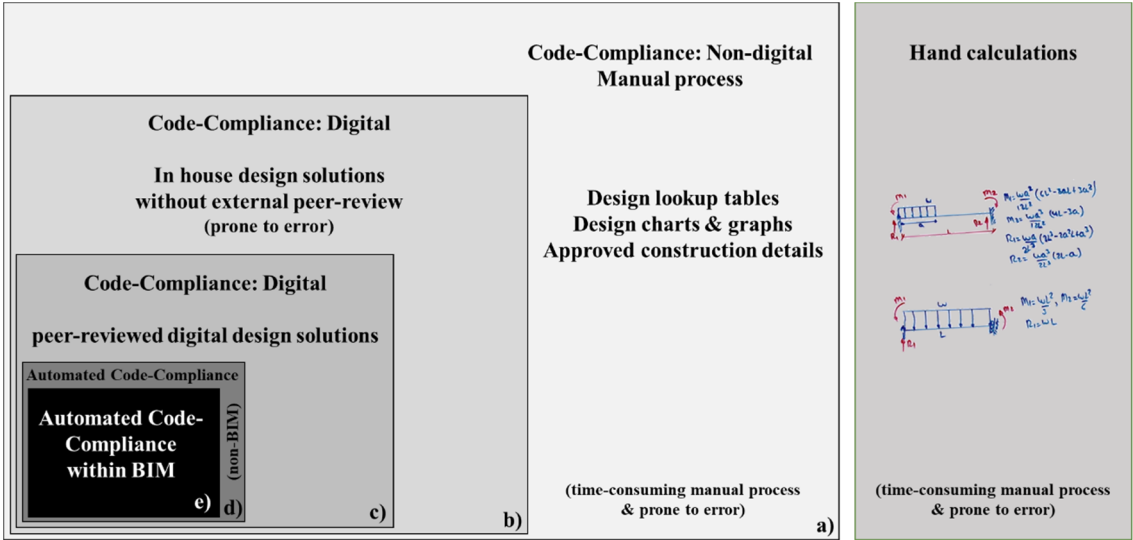 Code-Compliance: Non-digital
Manual process
Code-Compliance: Digital
In house design solutions
without external peer-review
(prone to error)
Design lookup tables
Design charts & graphs
Approved construction details
Code-Compliance: Digital
peer-reviewed digital design solutions
Automated Code-Compliance
(non-BIM)
Automated Code-
Compliance
within BIM
e)
d)
c)
b)
(time-consuming manual process
& prone to error)
a)
Hand calculations
M1
W
M2
R1
a
L
R2
M1
W
M2
L
R1
R1=WL
(time-consuming manual process
& prone to error)